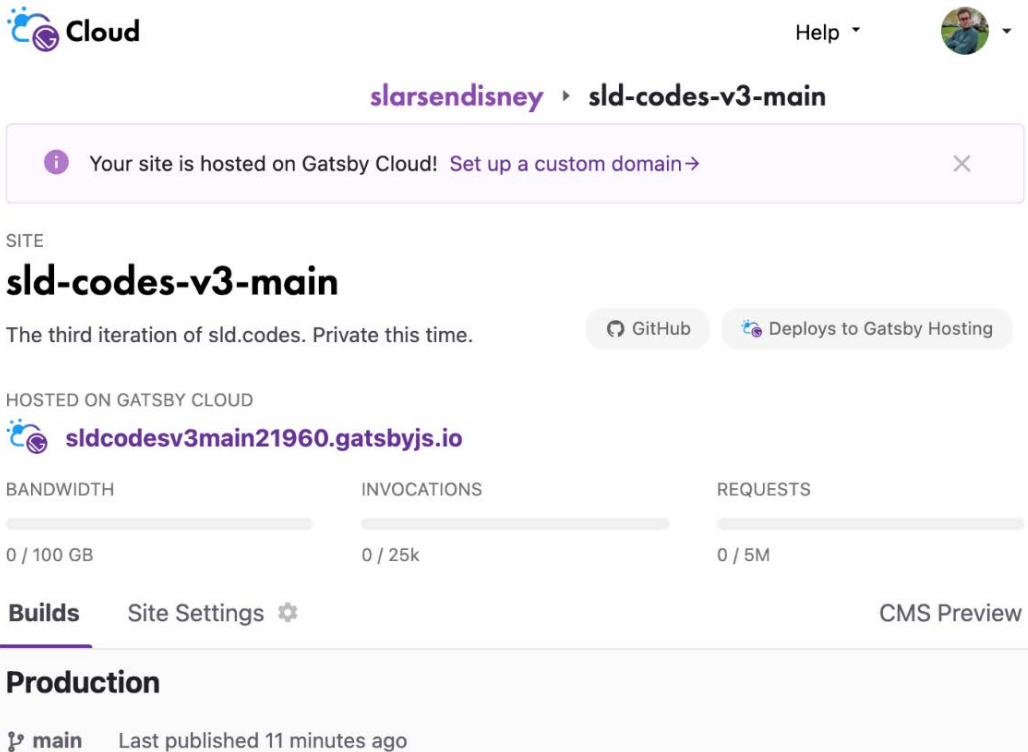 Cloud
Help
slarsendisney ‣ sld-codes-v3-main
Your site is hosted on Gatsby Cloud! Set up a custom domain→
SITE
sld-codes-v3-main
The third iteration of sld.codes. Private this time.
GitHub
Deploys to Gatsby Hosting
HOSTED ON GATSBY CLOUD
sldcodesv3main21960.gatsbyjs.io
BANDWIDTH INVOCATIONS REQUESTS
0 / 100 GB 0 / 25k 0 / 5M
Builds Site Settings CMS Preview
Production
main Last published 11 minutes ago